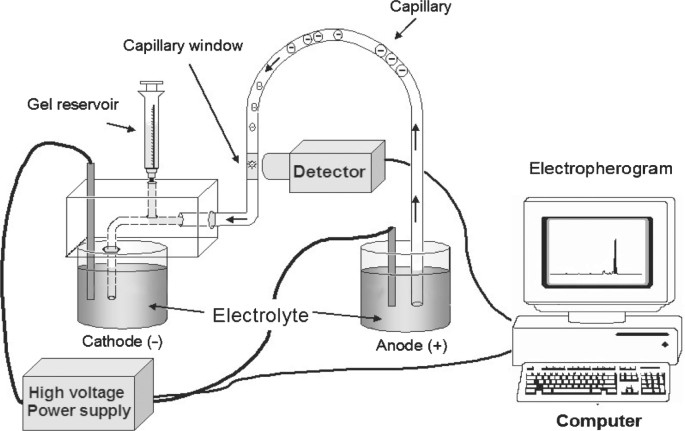 Capillary
Capillary window
Gel reservoir
Detector
Electropherogram
Electrolyte
Cathode (-)
Anode (+)
High voltage
Power supply
Computer